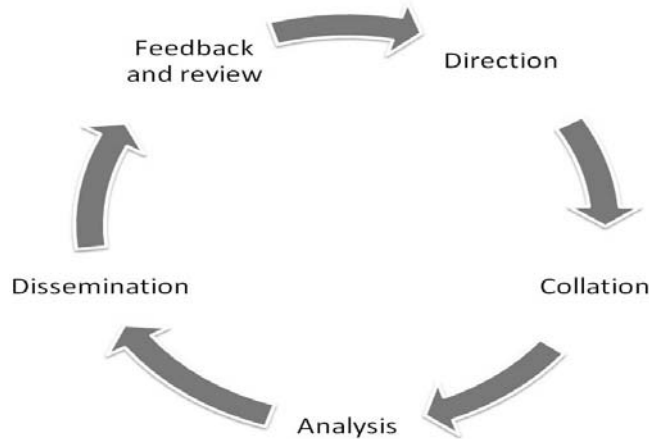 Feedback
and review
Direction
Collation
Analysis
Dissemination